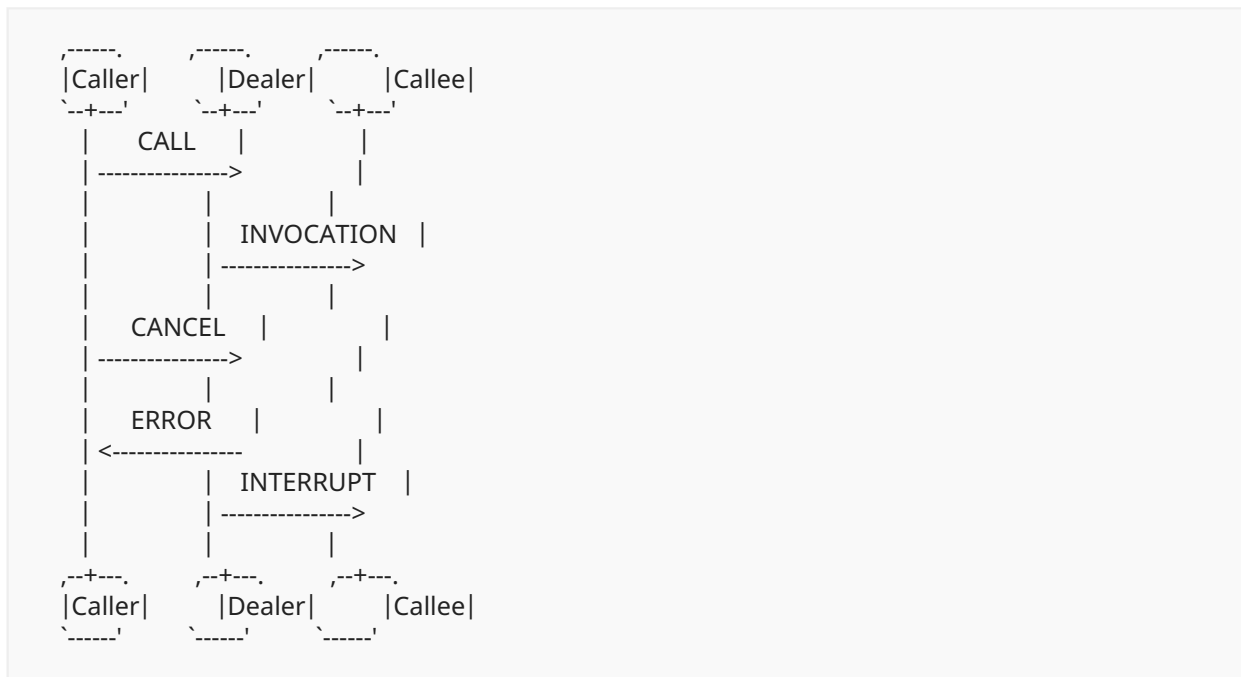 ,------.          ,------.          ,------.
|Caller|          |Dealer|          |Callee|
`--+---'          `--+---'          `--+---'
   |       CALL      |                 |
   | ---------------->                 |
   |                 |                 |
   |                 |    INVOCATION   |
   |                 | ---------------->
   |                 |                 |
   |      CANCEL     |                 |
   | ---------------->                 |
   |                 |                 |
   |      ERROR      |                 |
   | <----------------                 |
   |                 |    INTERRUPT    |
   |                 | ---------------->
   |                 |                 |
,--+---.          ,--+---.          ,--+---.
|Caller|          |Dealer|          |Callee|
`------'          `------'          `------'